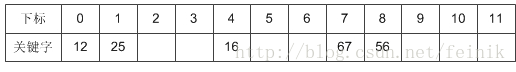 下标 0 1 2 3 4 5 6 7 8 9 10 11
关键字 12 25 16 67 56
http://blog.csdn.net/feinik